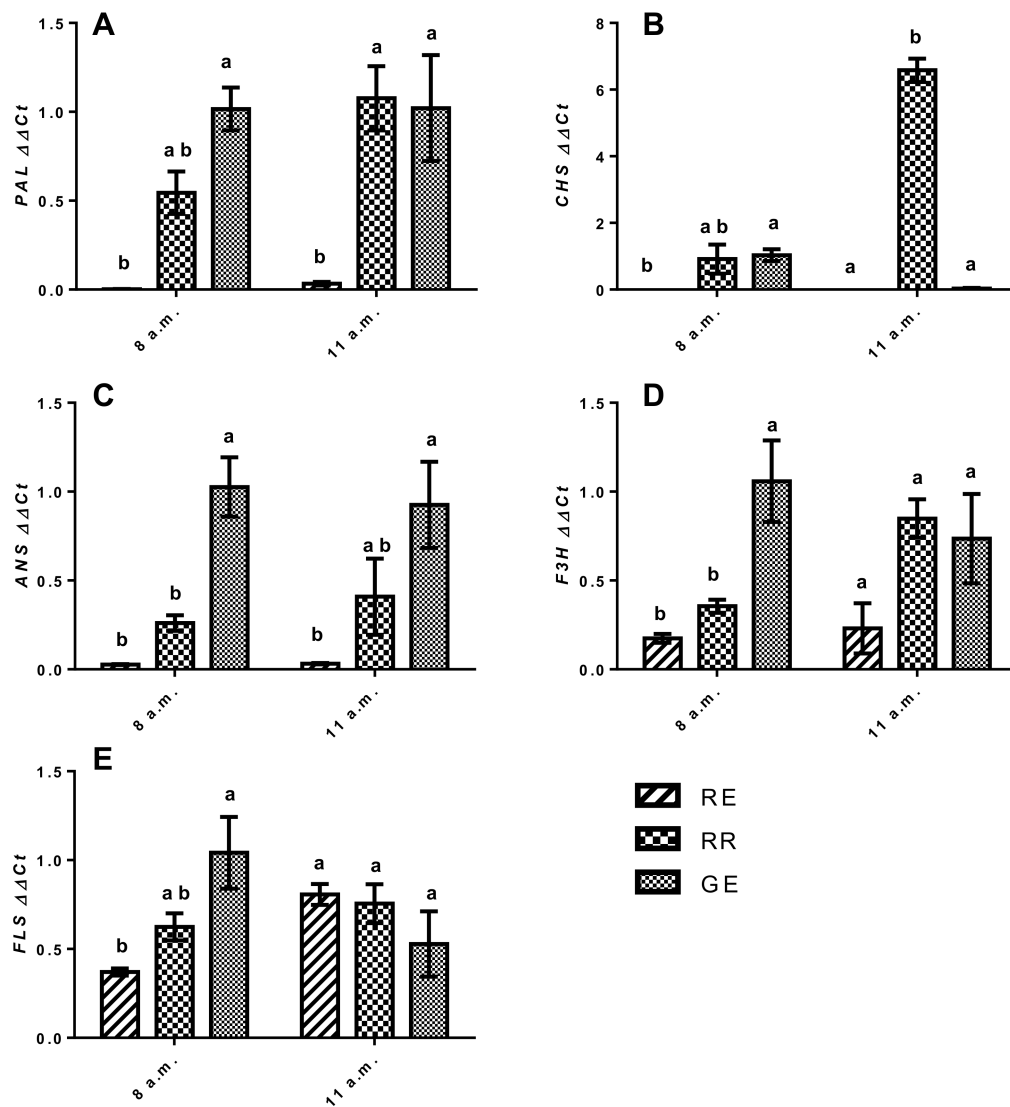 A
1.5
1.0
0.5
0.0
PAL ΔΔCt
b
a b
a
b
a
a
8 a.m.
11 a.m.
B
8
6
4
2
0
CHS ΔΔCt
b
a b
a
a
b
a
8 a.m.
11 a.m.
C
1.5
1.0
0.5
0.0
ANS ΔΔCt
b
b
a
b
a b
a
8 a.m.
11 a.m.
D
1.5
1.0
0.5
0.0
F3H ΔΔCt
b
b
a
a
a
a
8 a.m.
11 a.m.
E
1.5
1.0
0.5
0.0
FLS ΔΔCt
b
a b
a
a
a
a
8 a.m.
11 a.m.
RE
RR
GE